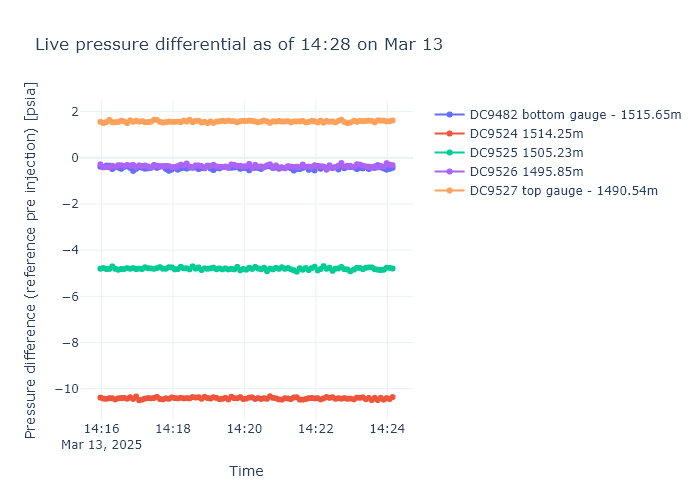 Live pressure differential as of 14:28 on Mar 13
Pressure difference (reference pre injection) [psia]
2
0
−2
−4
−6
−8
−10
14:16
Mar 13, 2025
14:18
14:20
14:22
14:24
Time
DC9482 bottom gauge - 1515.65m
DC9524 1514.25m
DC9525 1505.23m
DC9526 1495.85m
DC9527 top gauge - 1490.54m